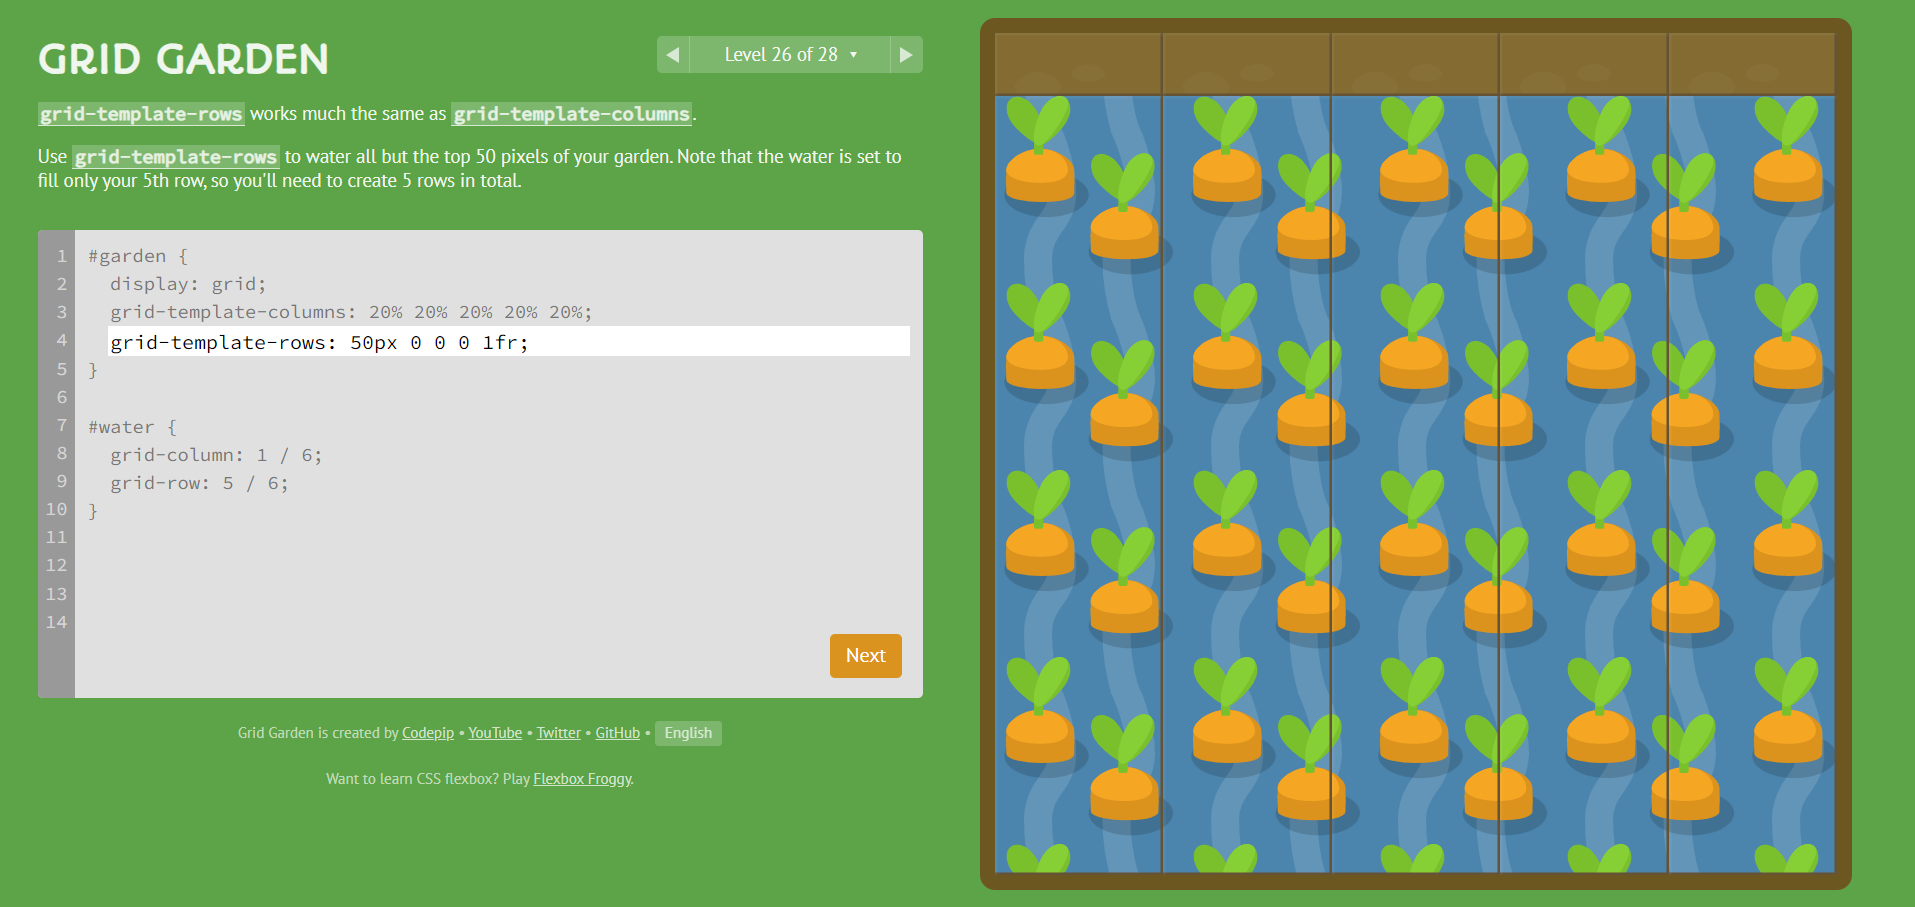 GRID GARDEN
◀ Level 26 of 28 ▼ ▶
grid-template-rows works much the same as grid-template-columns.
Use grid-template-rows to water all but the top 50 pixels of your garden. Note that the water is set to
fill only your 5th row, so you'll need to create 5 rows in total.
1 #garden {
2 display: grid;
3 grid-template-columns: 20% 20% 20% 20% 20%;
4 grid-template-rows: 50px 0 0 0 1fr;
5 }
6
7 #water {
8 grid-column: 1 / 6;
9 grid-row: 5 / 6;
10 }
11
12
13
14
Next
Grid Garden is created by Codepip • YouTube • Twitter • GitHub • English
Want to learn CSS flexbox? Play Flexbox Froggy.